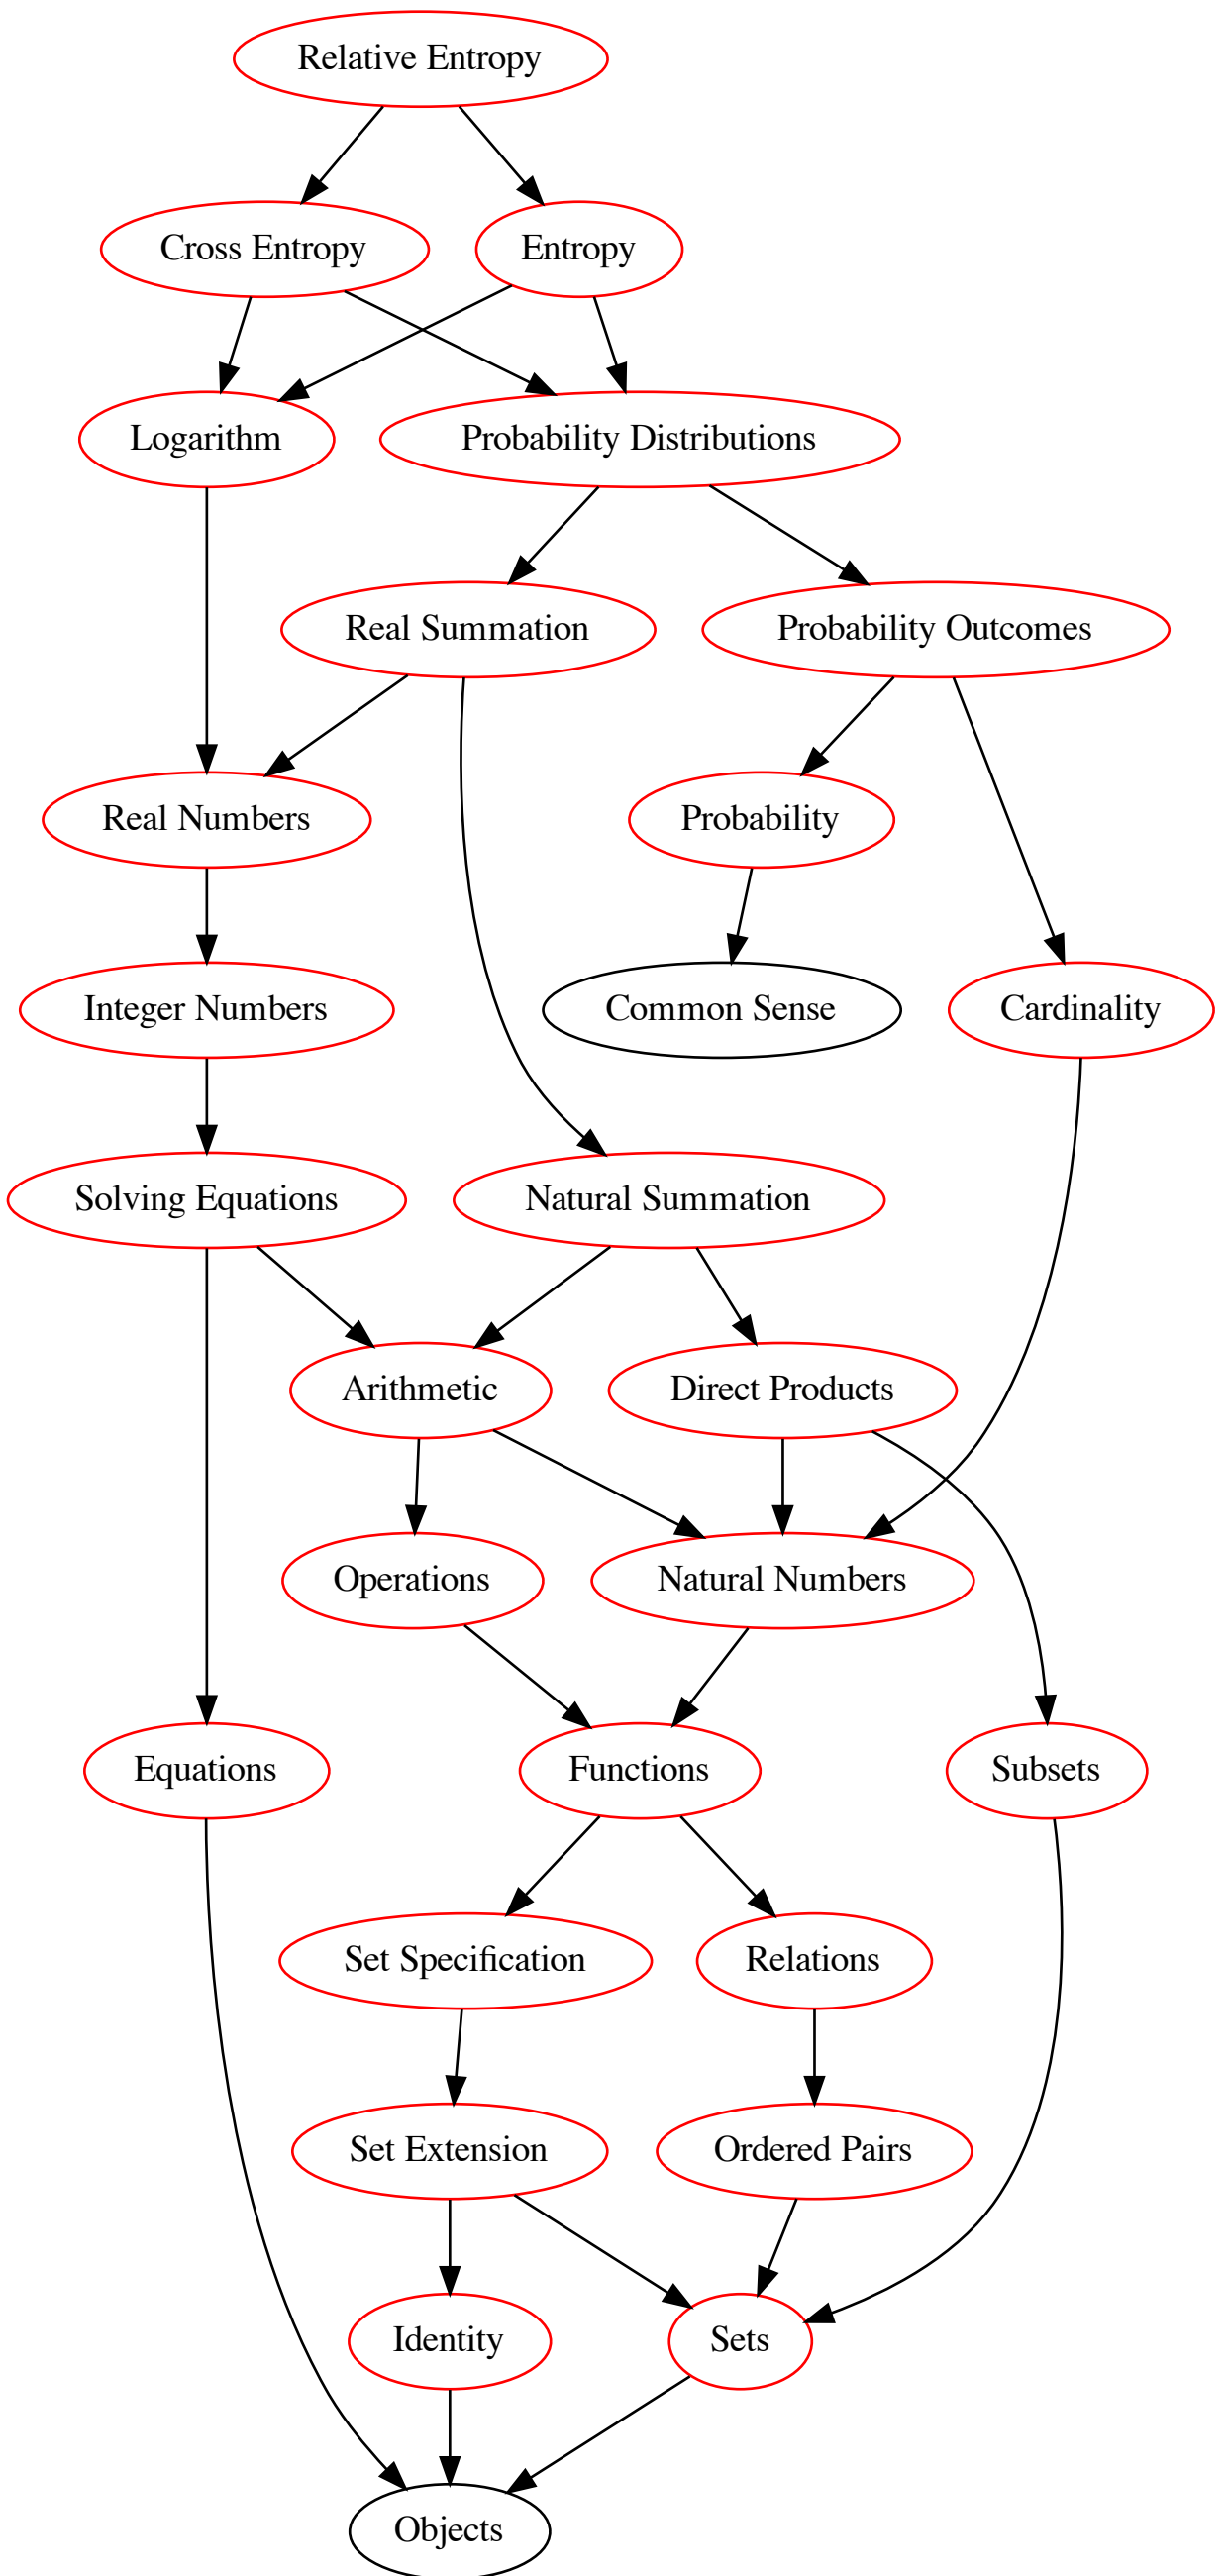 Relative Entropy
Cross Entropy
Entropy
Logarithm
Probability Distributions
Real Summation
Probability Outcomes
Real Numbers
Probability
Integer Numbers
Common Sense
Cardinality
Solving Equations
Natural Summation
Arithmetic
Direct Products
Operations
Natural Numbers
Equations
Functions
Subsets
Set Specification
Relations
Set Extension
Ordered Pairs
Identity
Sets
Objects